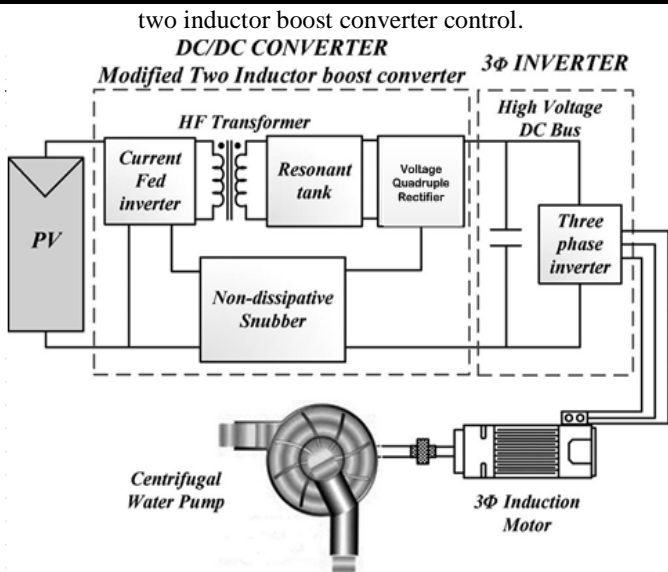 two inductor boost converter control.
DC/DC CONVERTER
Modified Two Inductor boost converter
3Φ INVERTER
HF Transformer
High Voltage
DC Bus
PV
Current
Fed
inverter
Resonant
tank
Voltage
Quadruple
Rectifier
Three
phase
inverter
Non-dissipative
Snubber
Centrifugal
Water Pump
3Φ Induction
Motor